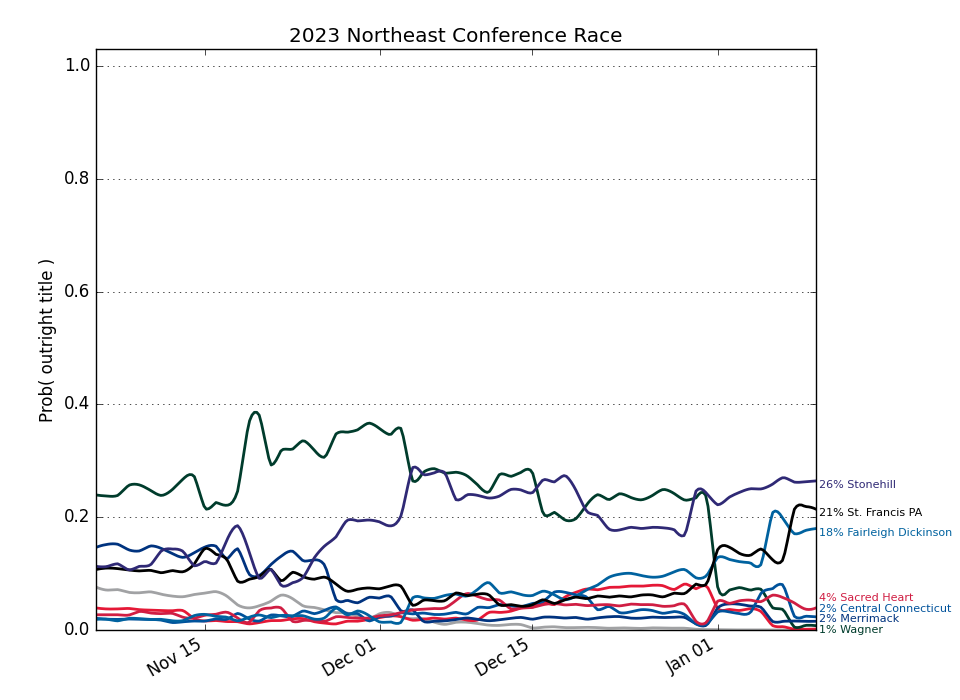 2023 Northeast Conference Race
Prob( outright title )
1.0
0.8
0.6
0.4
0.2
0.0
Nov 15
Dec 01
Dec 15
Jan 01
26% Stonehill
21% St. Francis PA
18% Fairleigh Dickinson
4% Sacred Heart
2% Central Connecticut
2% Merrimack
1% Wagner